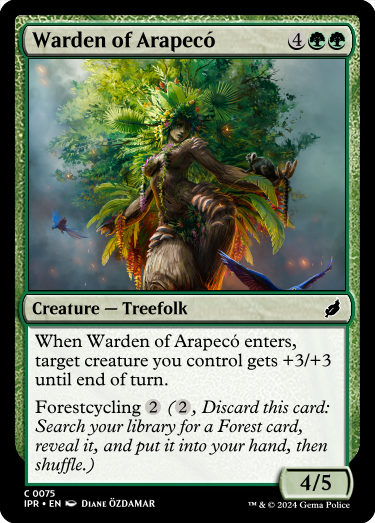 Warden of Arapecó 4
Creature — Treefolk
When Warden of Arapecó enters,
target creature you control gets +3/+3
until end of turn.
Forestcycling 2 (2, Discard this card:
Search your library for a Forest card,
reveal it, and put it into your hand, then
shuffle.)
4/5
C 0075
IPR • EN Diane ÖZDAMAR
™ & © 2024 Gema Police